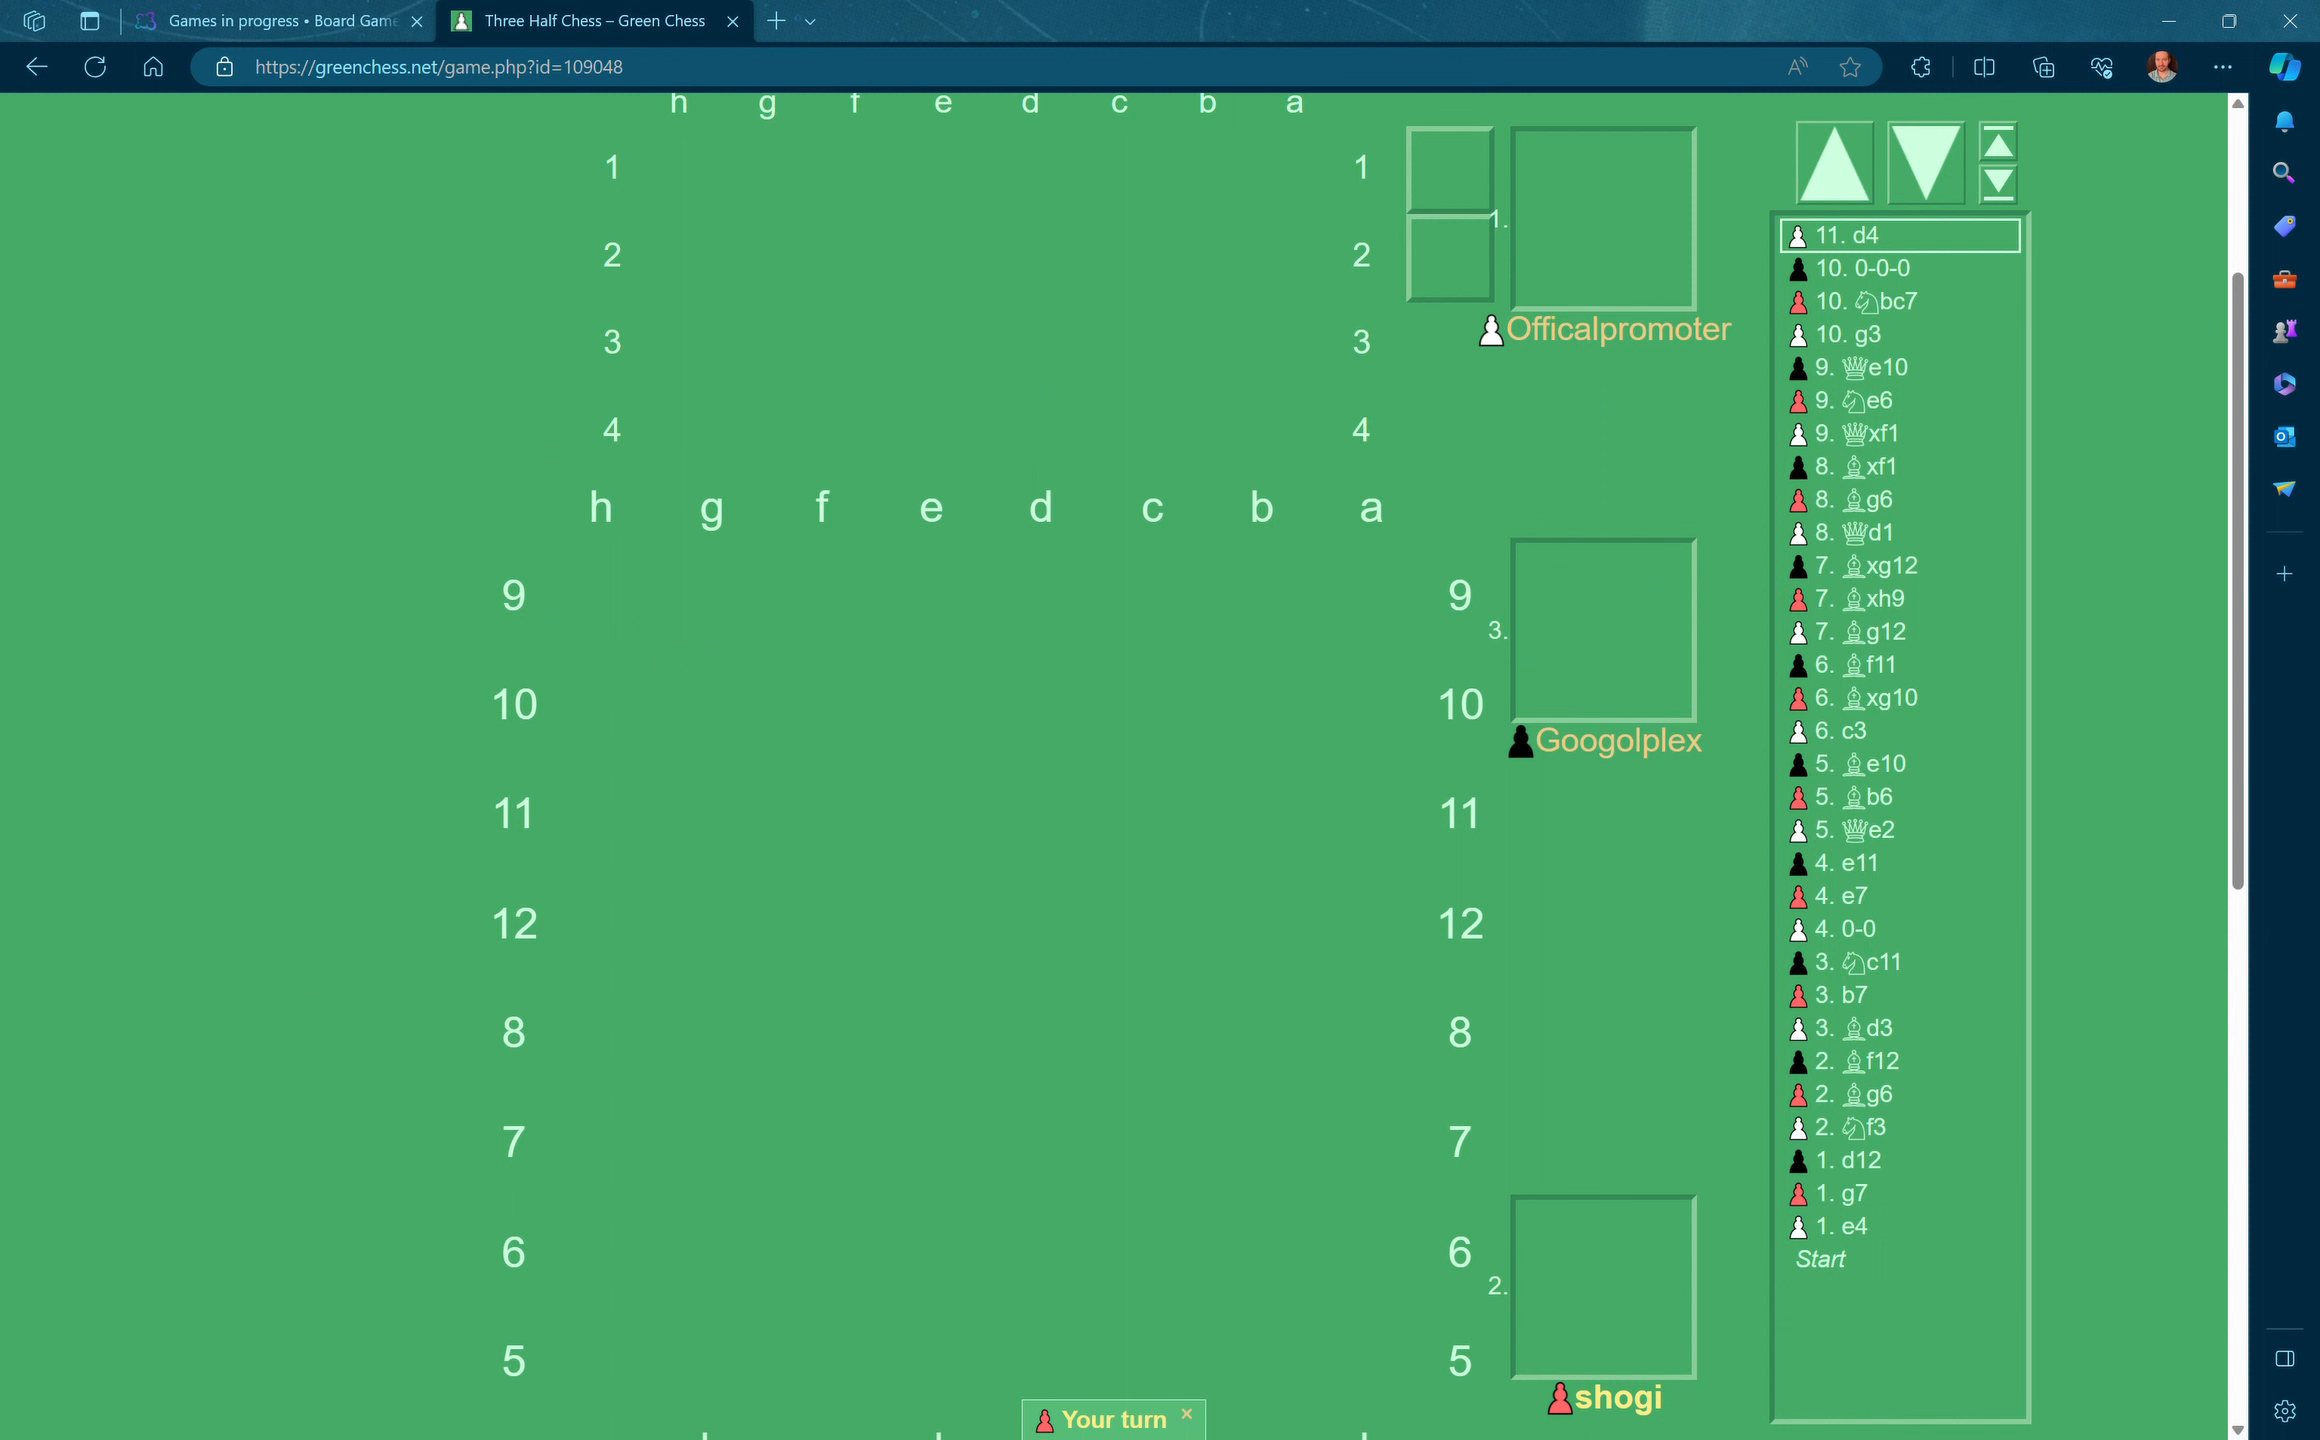 Games in progress • Board Game
Three Half Chess – Green Chess
https://greenchess.net/game.php?id=109048
h g f e d c b a
1 1
2 2
3 3
4 4
h g f e d c b a
9 9
10 10
11 11
12 12
8 8
7 7
6 6
5 5
1.
Officalpromoter
3.
Googolplex
2.
shogi
Your turn ×
11. d4
10. 0-0-0
10. ♘bc7
10. g3
9. ♕e10
9. ♘e6
9. ♕xf1
8. ♗xf1
8. ♗g6
8. ♕d1
7. ♗xg12
7. ♗xh9
7. ♗g12
6. ♗f11
6. ♗xg10
6. c3
5. ♗e10
5. ♗b6
5. ♕e2
4. e11
4. e7
4. 0-0
3. ♘c11
3. b7
3. ♗d3
2. ♗f12
2. ♗g6
2. ♘f3
1. d12
1. g7
1. e4
Start